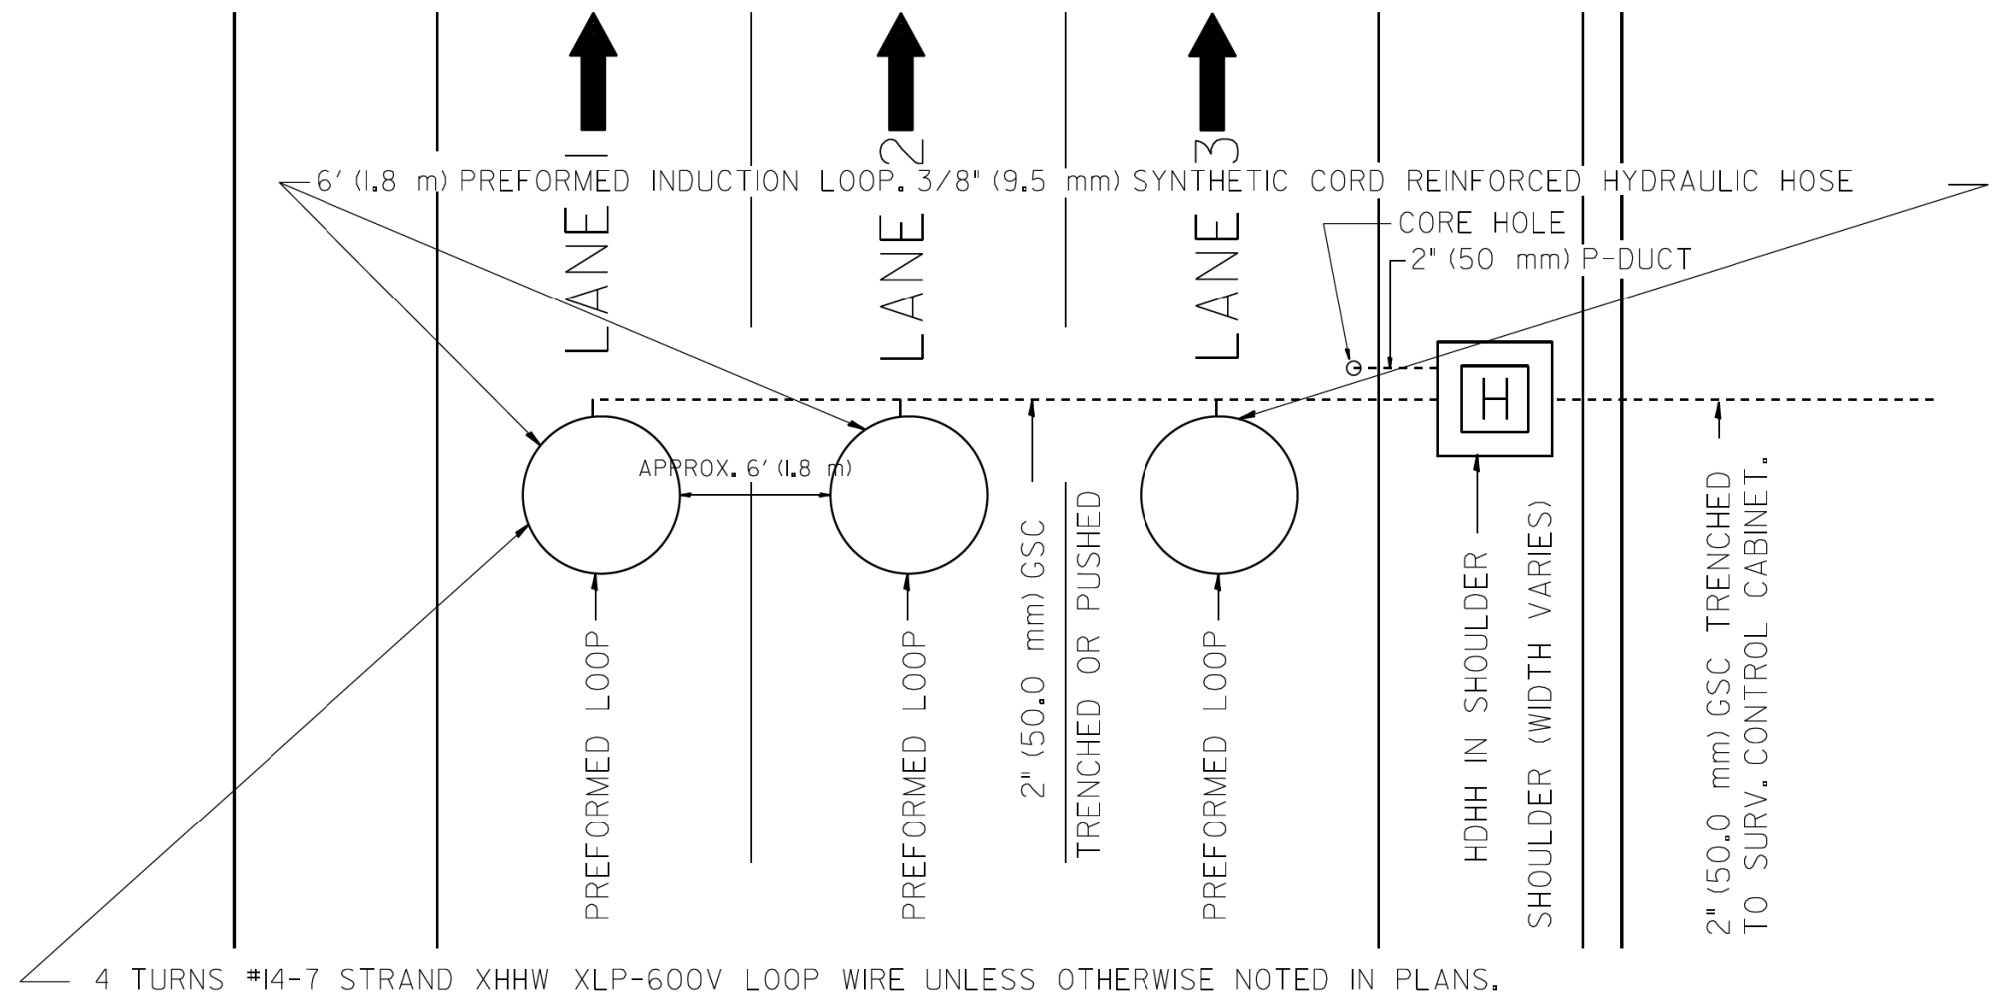 LANE 1
LANE 2
LANE 3
6' (1.8 m) PREFORMED INDUCTION LOOP. 3/8" (9.5 mm) SYNTHETIC CORD REINFORCED HYDRAULIC HOSE
CORE HOLE
2" (50 mm) P-DUCT
H
APPROX. 6' (1.8 m)
PREFORMED LOOP
PREFORMED LOOP
2" (50.0 mm) GSC
TRENCHED OR PUSHED
PREFORMED LOOP
HDHH IN SHOULDER
SHOULDER (WIDTH VARIES)
2" (50.0 mm) GSC TRENCHED
TO SURV. CONTROL CABINET.
4 TURNS #14-7 STRAND XHHW XLP-600V LOOP WIRE UNLESS OTHERWISE NOTED IN PLANS.